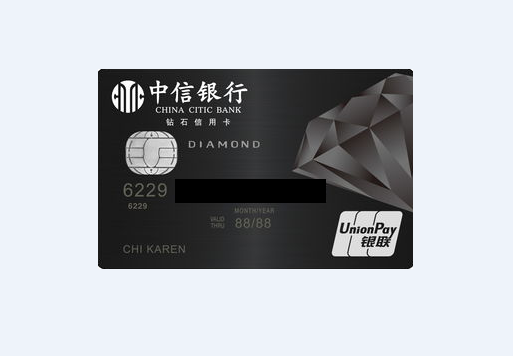 中信银行
CHINA CITIC BANK
钻石信用卡
DIAMOND
6229
6229
MONTH/YEAR
VALID THRU 88/88
CHI KAREN
UnionPay
银联